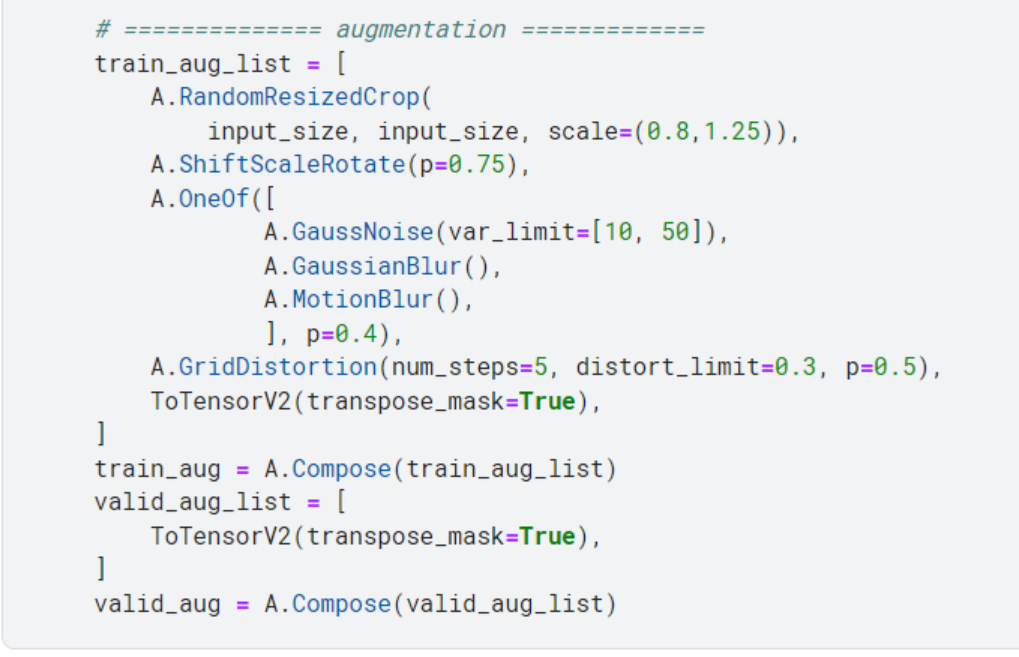 # ============== augmentation =============
train_aug_list = [
    A.RandomResizedCrop(
        input_size, input_size, scale=(0.8,1.25)),
    A.ShiftScaleRotate(p=0.75),
    A.OneOf([
            A.GaussNoise(var_limit=[10, 50]),
            A.GaussianBlur(),
            A.MotionBlur(),
            ], p=0.4),
    A.GridDistortion(num_steps=5, distort_limit=0.3, p=0.5),
    ToTensorV2(transpose_mask=True),
]
train_aug = A.Compose(train_aug_list)
valid_aug_list = [
    ToTensorV2(transpose_mask=True),
]
valid_aug = A.Compose(valid_aug_list)